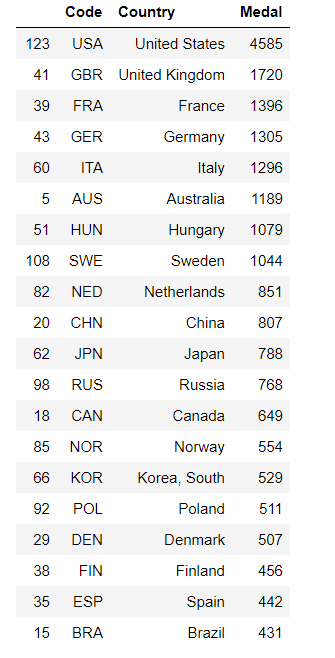 Code Country Medal
123 USA United States 4585
41 GBR United Kingdom 1720
39 FRA France 1396
43 GER Germany 1305
60 ITA Italy 1296
5 AUS Australia 1189
51 HUN Hungary 1079
108 SWE Sweden 1044
82 NED Netherlands 851
20 CHN China 807
62 JPN Japan 788
98 RUS Russia 768
18 CAN Canada 649
85 NOR Norway 554
66 KOR Korea, South 529
92 POL Poland 511
29 DEN Denmark 507
38 FIN Finland 456
35 ESP Spain 442
15 BRA Brazil 431